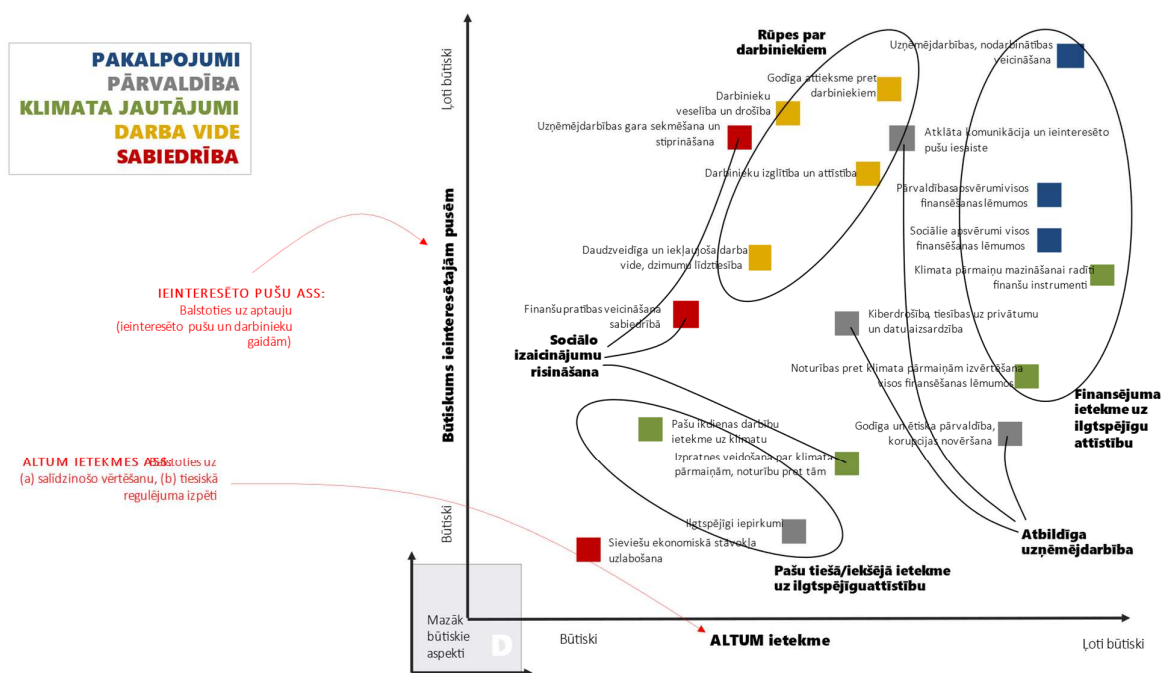 PAKALPOJUMI
PĀRVALDĪBA
KLIMATA JAUTĀJUMI
DARBA VIDE
SABIEDRĪBA
IEINTERESĒTO PUŠU ASS:
Balstoties uz aptauju
(ieinteresēto pušu un darbinieku
gaidām)
ALTUM IETEKMES ASS:
Balstoties uz
(a) salīdzinošo vērtēšanu, (b) tiesiskā
regulējuma izpēti
Ļoti būtiski
Būtiskums ieinteresētajām pusēm
Būtiski
Rūpes par
darbiniekiem
Uzņēmējdarbības, nodarbinātības
veicināšana
Godīga attieksme pret
darbiniekiem
Darbinieku
veselība un drošība
Uzņēmējdarbības gara sekmēšana un
stiprināšana
Atklāta komunikācija un ieinteresēto
pušu iesaiste
Darbinieku izglītība un attīstība
Pārvaldības apsvērumi visos
finansēšanas lēmumos
Sociālie apsvērumi visos
finansēšanas lēmumos
Daudzveidīga un iekļaujoša darba
vide, dzimumu līdztiesība
Klimata pārmaiņu mazināšanai radīti
finanšu instrumenti
Finanšu pratības veicināšana
sabiedrībā
Kiberdrošība, tiesības uz privātumu
un datu aizsardzība
Sociālo
izaicinājumu
risināšana
Noturības pret klimata pārmaiņām izvērtēšana
visos finansēšanas lēmumos
Finansējuma
ietekme uz
ilgtspējīgu
attīstību
Pašu ikdienas darbību
ietekme uz klimatu
Godīga un ētiska pārvaldība,
korupcijas novēršana
Izpratnes veidošana par klimata
pārmaiņām, noturību pret tām
Ilgtspējīgi iepirkumi
Sieviešu ekonomiskā stāvokļa
uzlabošana
Atbildīga
uzņēmējdarbība
Pašu tiešā/iekšējā ietekme
uz ilgtspējīgu attīstību
Mazāk
būtiskie
aspekti
D
Būtiski
ALTUM ietekme
Ļoti būtiski